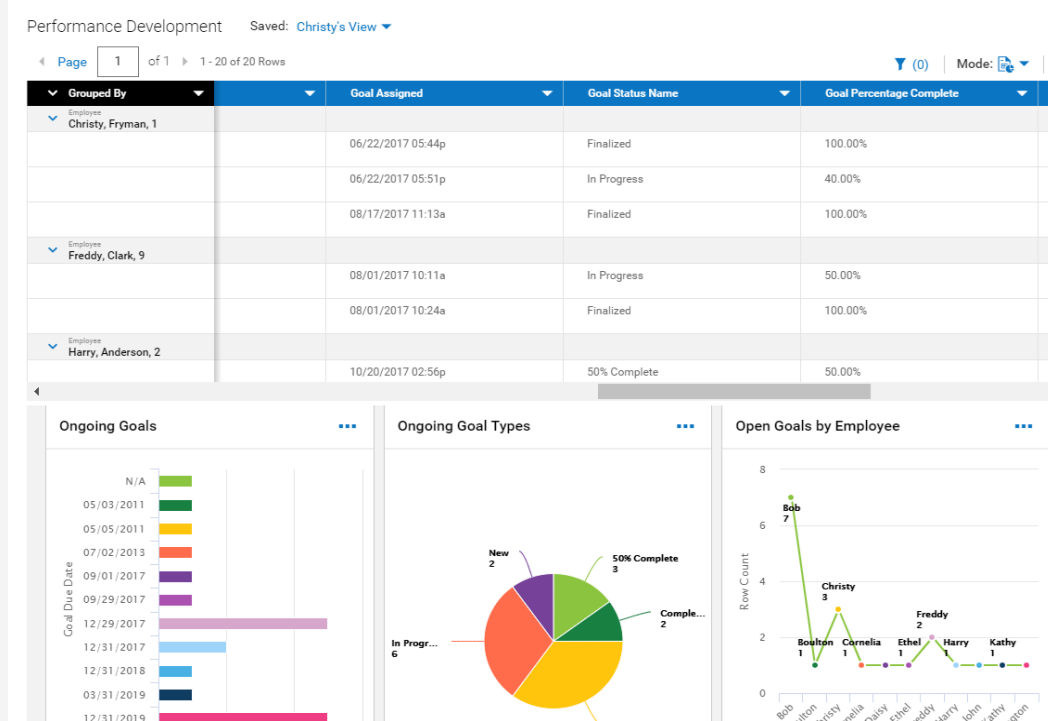 Performance Development Saved: Christy's View
Page 1 of 1 1 - 20 of 20 Rows (0) Mode:
Grouped By Goal Assigned Goal Status Name Goal Percentage Complete
Employee
Christy, Fryman, 1
06/22/2017 05:44p Finalized 100.00%
06/22/2017 05:51p In Progress 40.00%
08/17/2017 11:13a Finalized 100.00%
Employee
Freddy, Clark, 9
08/01/2017 10:11a In Progress 50.00%
08/01/2017 10:24a Finalized 100.00%
Employee
Harry, Anderson, 2
10/20/2017 02:56p 50% Complete 50.00%
Ongoing Goals
Goal Due Date
N/A
05/03/2011
05/05/2011
07/02/2013
09/01/2017
09/29/2017
12/29/2017
12/31/2017
12/31/2018
03/31/2019
12/31/2019
Ongoing Goal Types
New
2
50% Complete
3
Comple...
2
In Progr...
6
Open Goals by Employee
Row Count
8
6
4
2
0
Bob
7
Boulton
1
Christy
3
Cornelia
1
Ethel
1
Freddy
2
Harry
1
Kathy
1
Bob
Daisy
Ethel